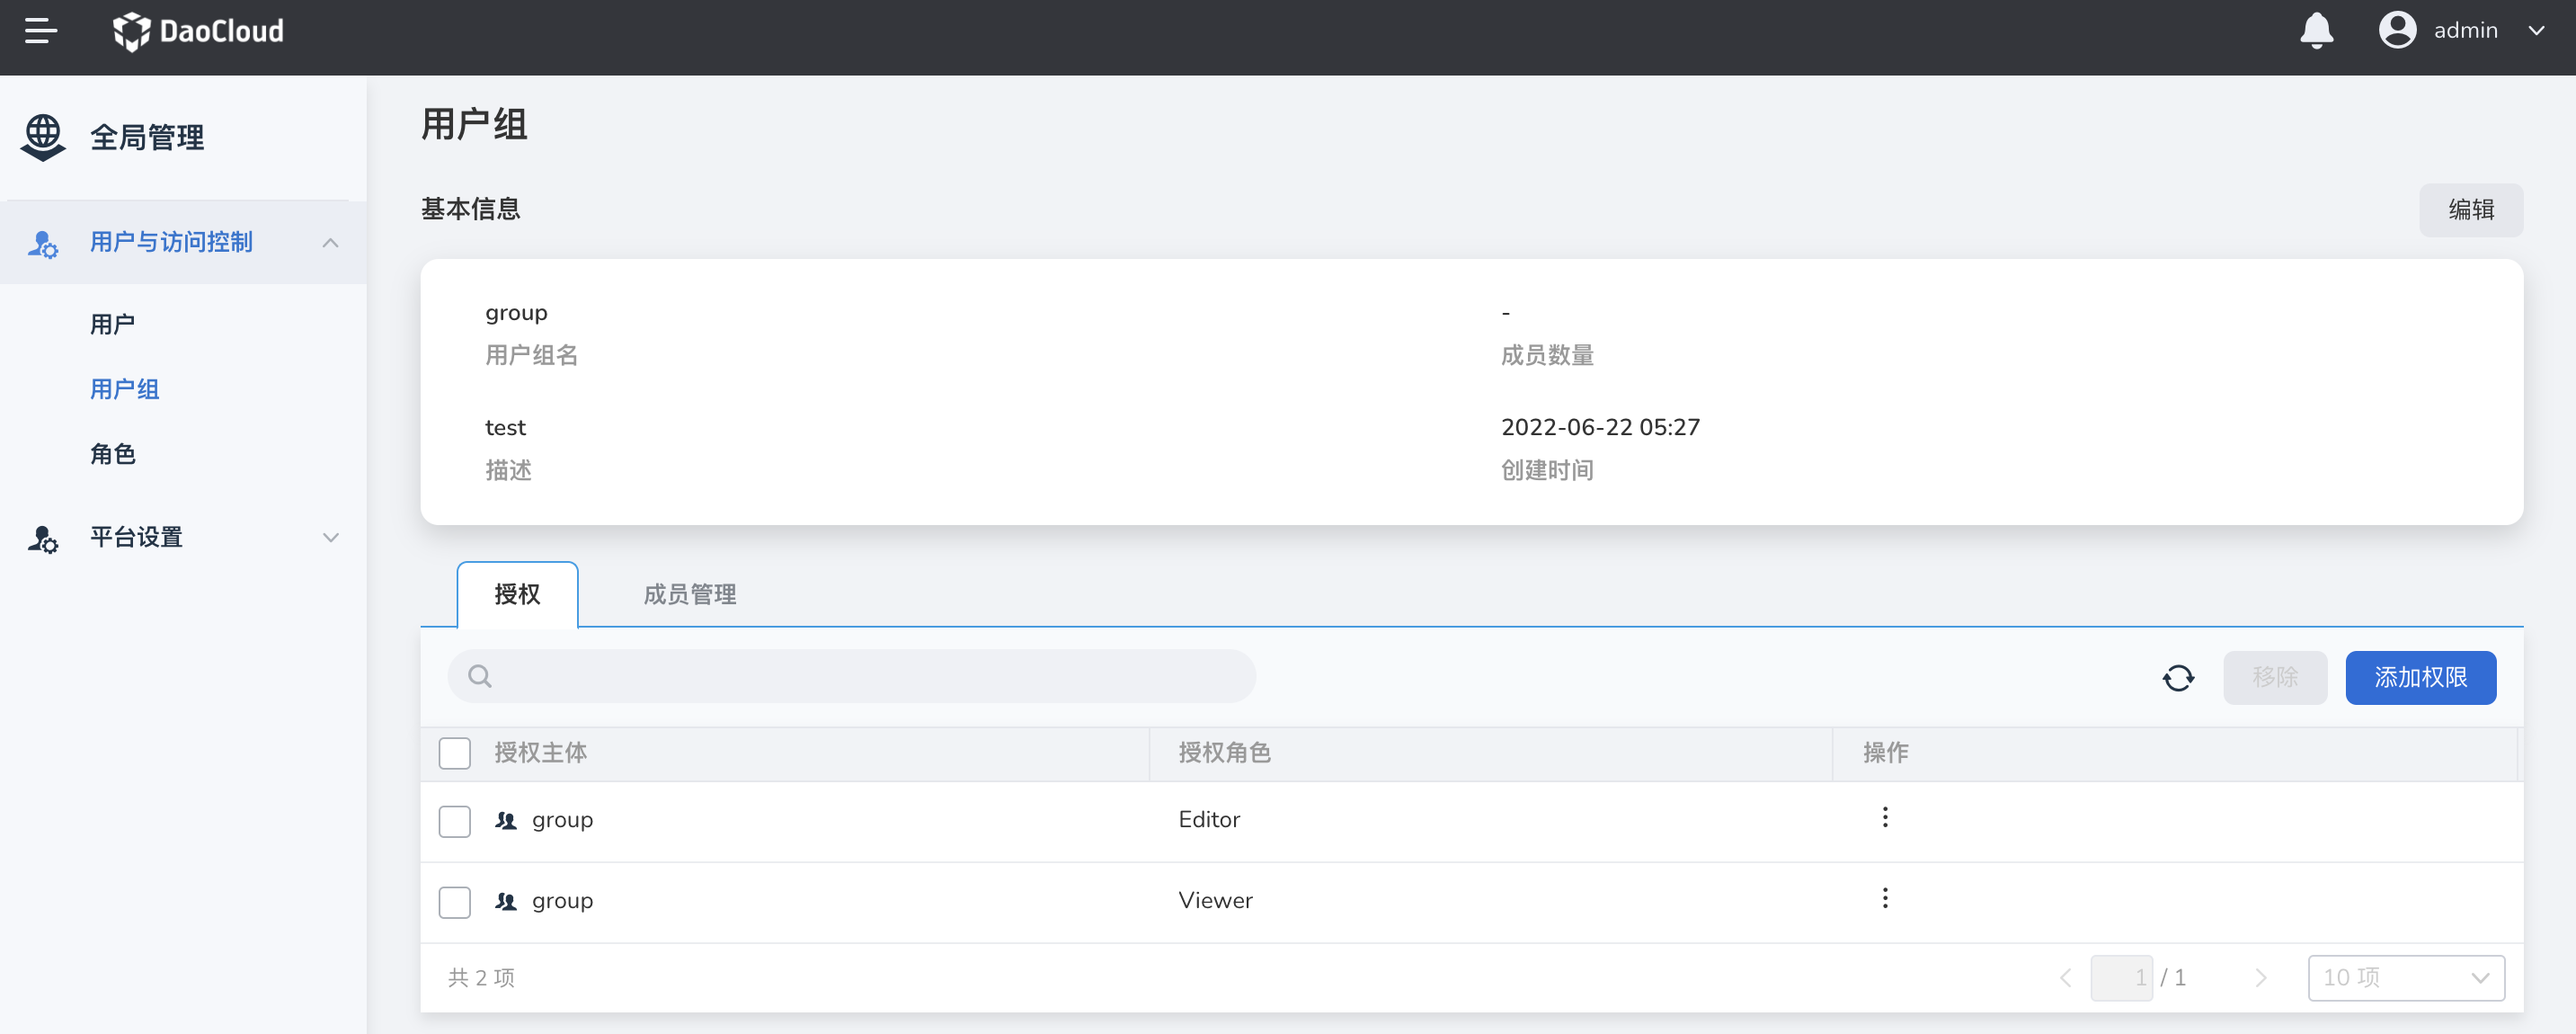 DaoCloud
admin
全局管理
用户与访问控制
用户
用户组
角色
平台设置
用户组
基本信息
编辑
group
用户组名
-
成员数量
test
描述
2022-06-22 05:27
创建时间
授权 成员管理
移除 添加权限
授权主体 授权角色 操作
group Editor
group Viewer
共 2 项
1 / 1
10 项